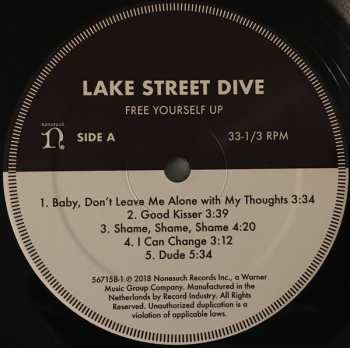 LAKE STREET DIVE
FREE YOURSELF UP
nonesuch
n.
SIDE A
33-1/3 RPM
1. Baby, Don't Leave Me Alone with My Thoughts 3:34
2. Good Kisser 3:39
3. Shame, Shame, Shame 4:20
4. I Can Change 3:12
5. Dude 5:34
567158-1 ℗ 2018 Nonesuch Records Inc., a Warner
Music Group Company. Manufactured in the
Netherlands by Record Industry. All Rights
Reserved. Unauthorized duplication is a
violation of applicable laws.